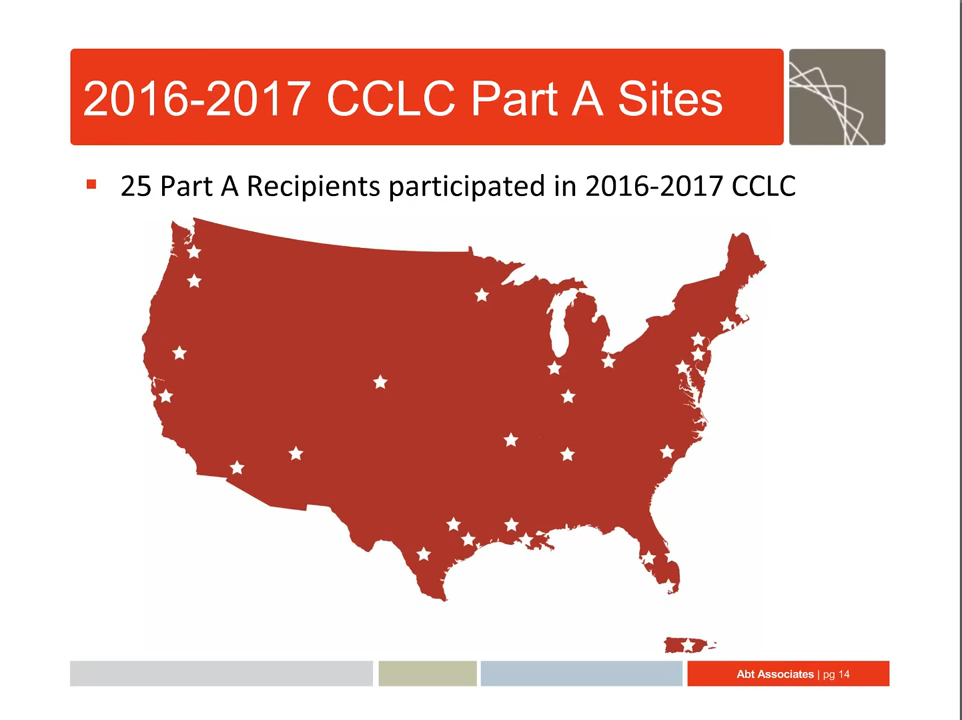 2016-2017 CCLC Part A Sites
25 Part A Recipients participated in 2016-2017 CCLC
Abt Associates | pg 14